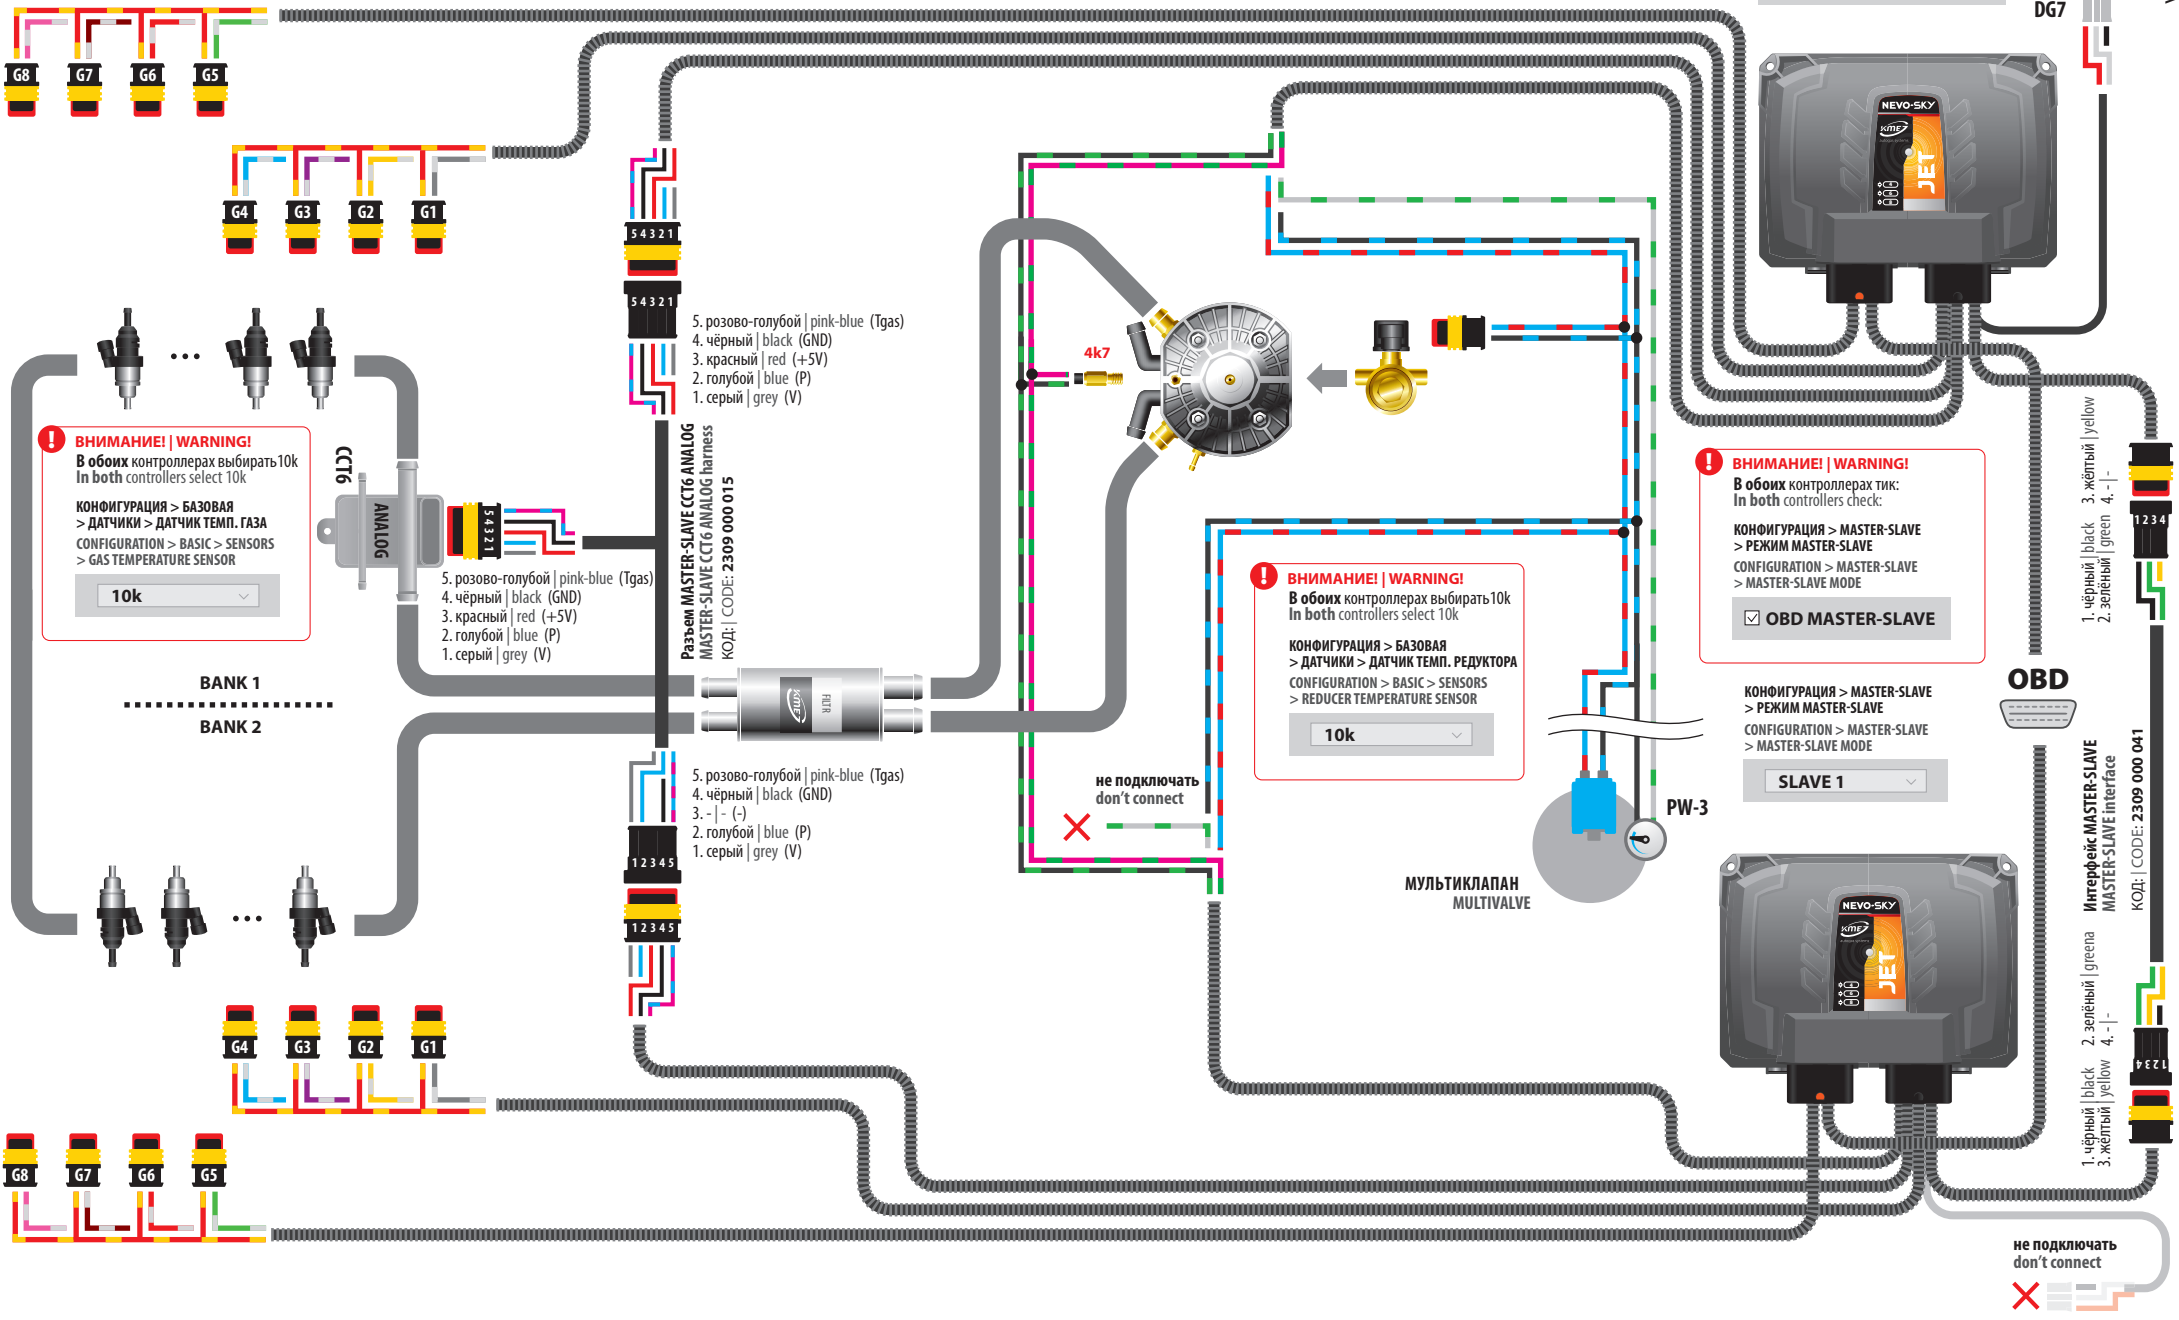 DG7
G8 G7 G6 G5
G4 G3 G2 G1
NEVO-SKY
KME
JET
5 4 3 2 1
5 4 3 2 1
5. розово-голубой | pink-blue (Tgas)
4. чёрный | black (GND)
3. красный | red (+5V)
2. голубой | blue (P)
1. серый | grey (V)
4k7
ВНИМАНИЕ! | WARNING!
В обоих контроллерах выбирать10k
In both controllers select 10k
КОНФИГУРАЦИЯ > БАЗОВАЯ
> ДАТЧИКИ > ДАТЧИК ТЕМП. ГАЗА
CONFIGURATION > BASIC > SENSORS
> GAS TEMPERATURE SENSOR
10k
CCT6
ANALOG
5 4 3 2 1
5. розово-голубой | pink-blue (Tgas)
4. чёрный | black (GND)
3. красный | red (+5V)
2. голубой | blue (P)
1. серый | grey (V)
Разъем MASTER-SLAVE CCT6 ANALOG
MASTER-SLAVE CCT6 ANALOG harness
КОД: | CODE: 2309 000 015
BANK 1
BANK 2
KME
FILTR
ВНИМАНИЕ! | WARNING!
В обоих контроллерах выбирать10k
In both controllers select 10k
КОНФИГУРАЦИЯ > БАЗОВАЯ
> ДАТЧИКИ > ДАТЧИК ТЕМП. РЕДУКТОРА
CONFIGURATION > BASIC > SENSORS
> REDUCER TEMPERATURE SENSOR
10k
ВНИМАНИЕ! | WARNING!
В обоих контроллерах тик:
In both controllers check:
КОНФИГУРАЦИЯ > MASTER-SLAVE
> РЕЖИМ MASTER-SLAVE
CONFIGURATION > MASTER-SLAVE
> MASTER-SLAVE MODE
OBD MASTER-SLAVE
КОНФИГУРАЦИЯ > MASTER-SLAVE
> РЕЖИМ MASTER-SLAVE
CONFIGURATION > MASTER-SLAVE
> MASTER-SLAVE MODE
SLAVE 1
1. чёрный | black 3. жёлтый | yellow
2. зелёный | green 4. - | -
1 2 3 4
OBD
Интерфейс MASTER-SLAVE
MASTER-SLAVE interface
КОД: | CODE: 2309 000 041
5. розово-голубой | pink-blue (Tgas)
4. чёрный | black (GND)
3. - | - (-)
2. голубой | blue (P)
1. серый | grey (V)
1 2 3 4 5
1 2 3 4 5
не подключать
don't connect
PW-3
МУЛЬТИКЛАПАН
MULTIVALVE
NEVO-SKY
KME
JET
1. чёрный | black 2. зелёный | greena
3. жёлтый | yellow 4. - | -
1 2 3 4
G4 G3 G2 G1
G8 G7 G6 G5
не подключать
don't connect